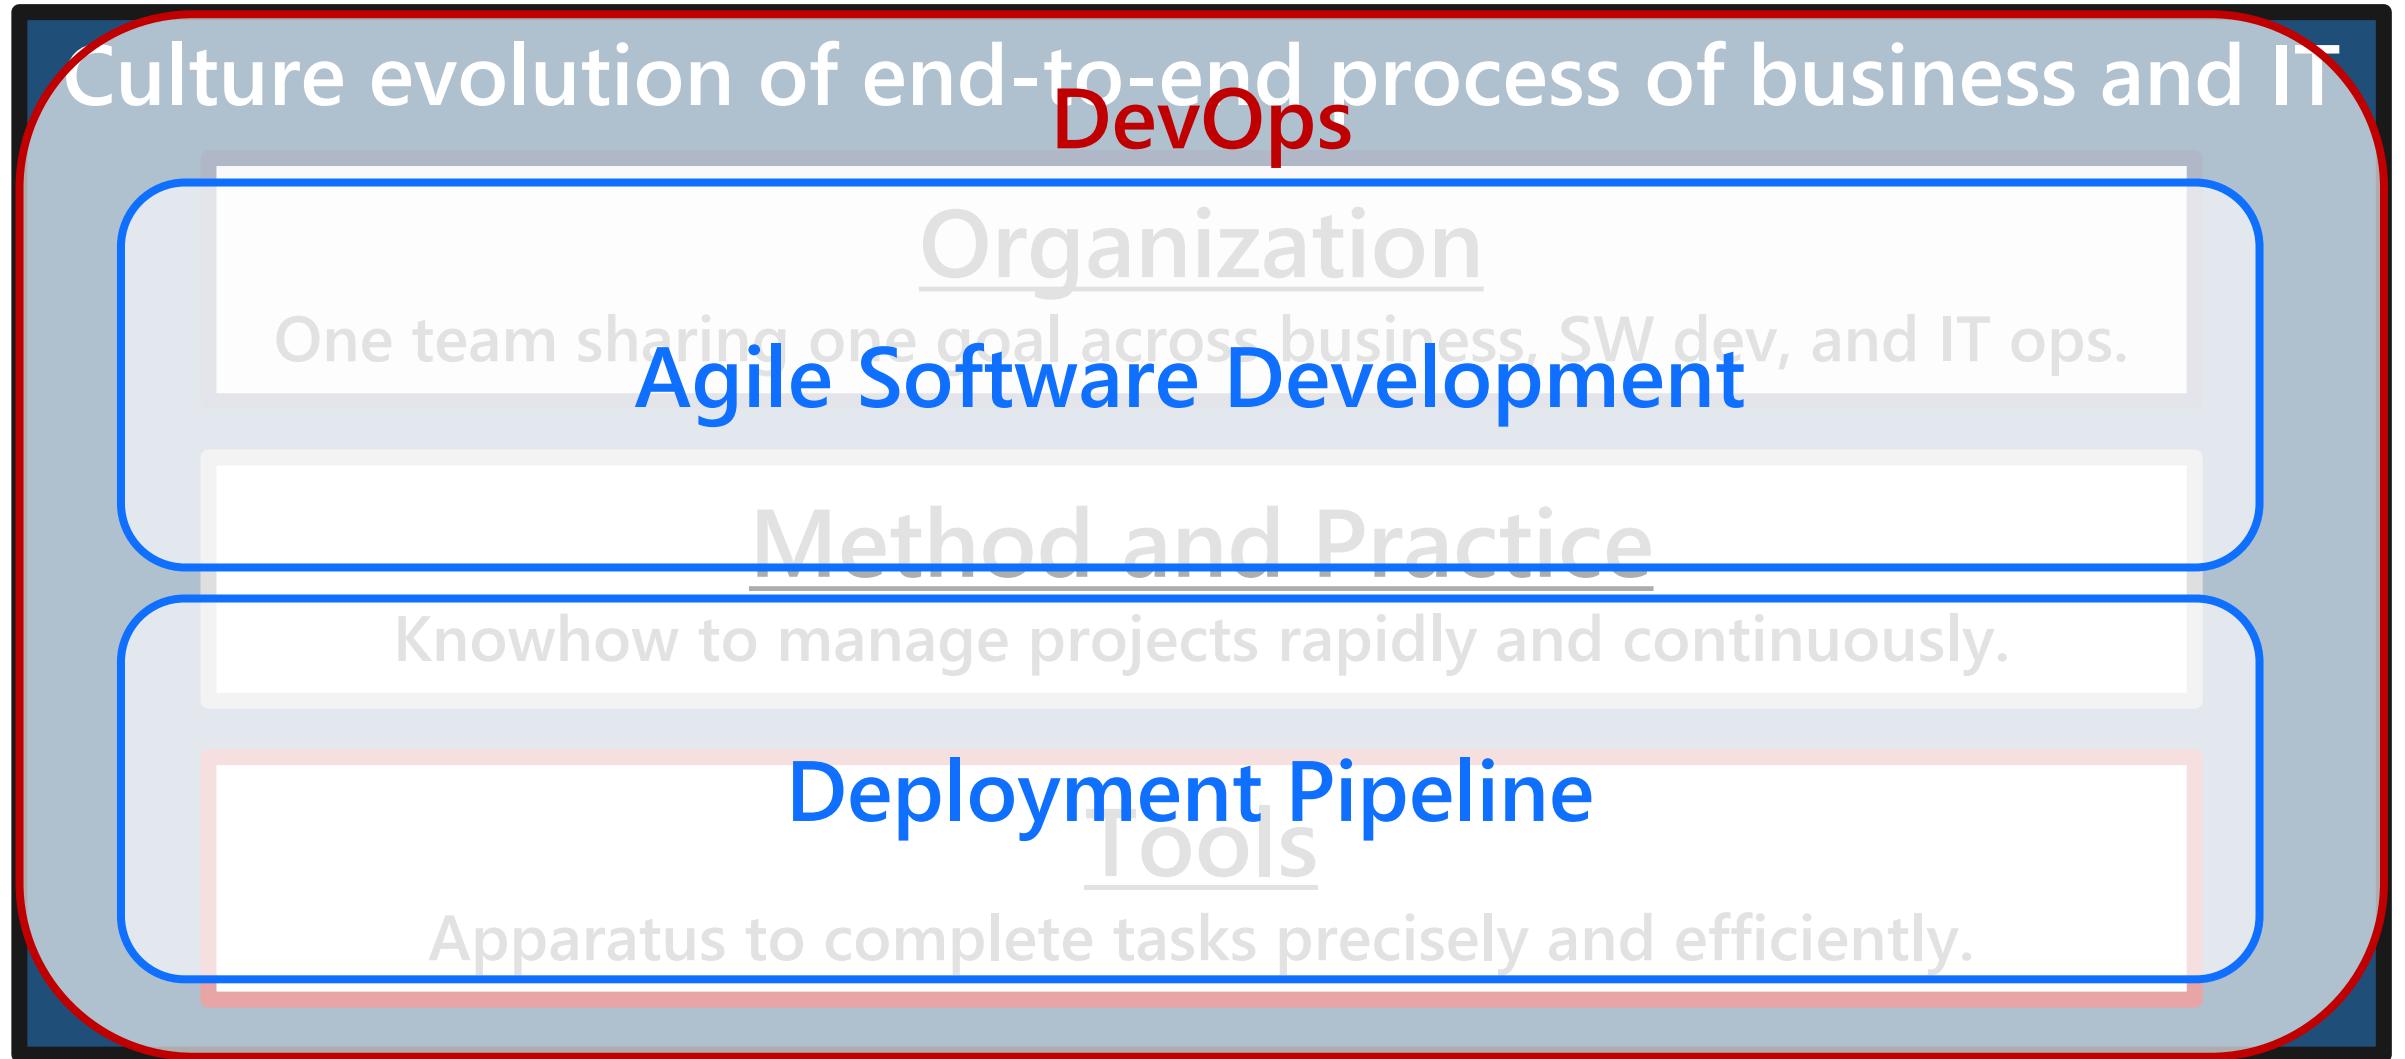 Culture evolution of end-to-end process of business and IT
DevOps
Organization
One team sharing one goal across business, SW dev, and IT ops.
Agile Software Development
Method and Practice
Knowhow to manage projects rapidly and continuously.
Deployment Pipeline
Tools
Apparatus to complete tasks precisely and efficiently.